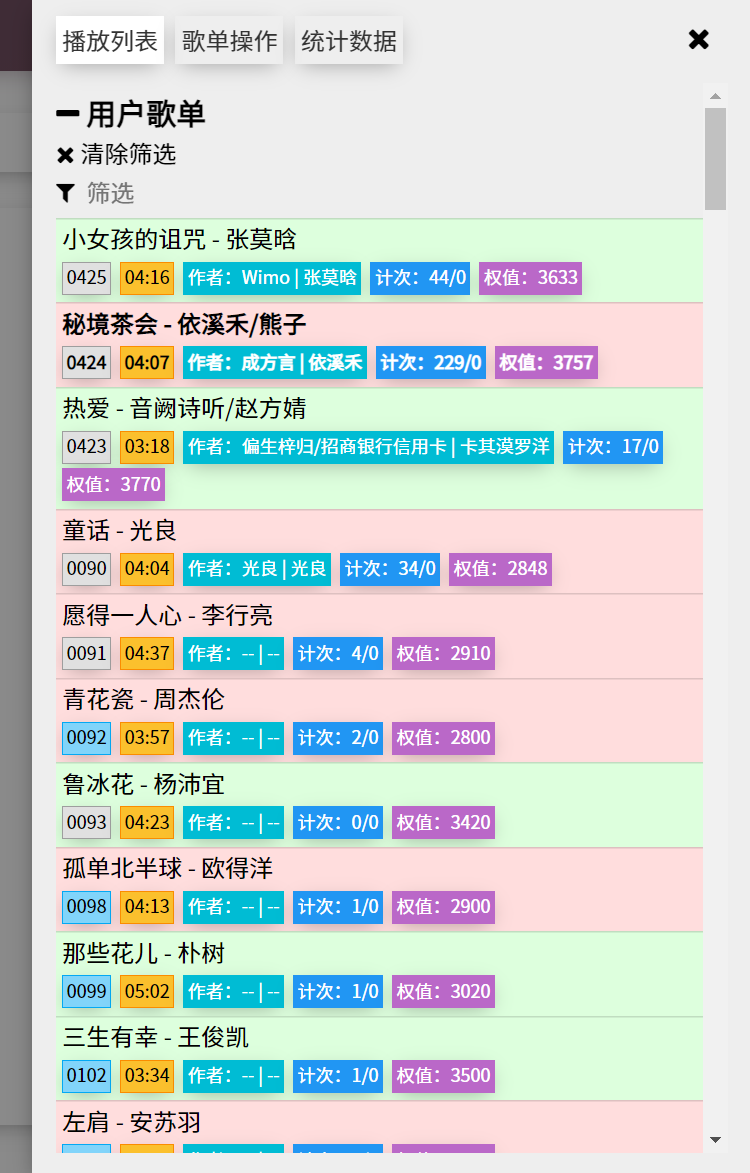 播放列表 歌单操作 统计数据
用户歌单
清除筛选
筛选
小女孩的诅咒 - 张莫晗
0425 04:16 作者：Wimo | 张莫晗 计次：44/0 权值：3633
秘境茶会 - 依溪禾/熊子
0424 04:07 作者：成方言 | 依溪禾 计次：229/0 权值：3757
热爱 - 音阙诗听/赵方婧
0423 03:18 作者：偏生梓归/招商银行信用卡 | 卡其漠罗洋 计次：17/0
权值：3770
童话 - 光良
0090 04:04 作者：光良 | 光良 计次：34/0 权值：2848
愿得一人心 - 李行亮
0091 04:37 作者：-- | -- 计次：4/0 权值：2910
青花瓷 - 周杰伦
0092 03:57 作者：-- | -- 计次：2/0 权值：2800
鲁冰花 - 杨沛宜
0093 04:23 作者：-- | -- 计次：0/0 权值：3420
孤单北半球 - 欧得洋
0098 04:13 作者：-- | -- 计次：1/0 权值：2900
那些花儿 - 朴树
0099 05:02 作者：-- | -- 计次：1/0 权值：3020
三生有幸 - 王俊凯
0102 03:34 作者：-- | -- 计次：1/0 权值：3500
左肩 - 安苏羽